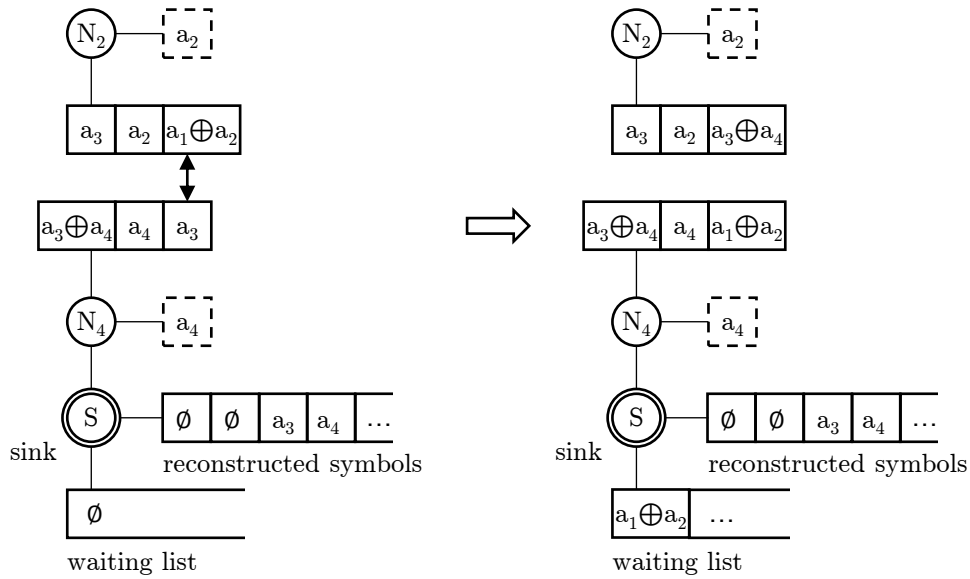 N₂ a₂ N₂ a₂
a₃ a₂ a₁⊕a₂ a₃ a₂ a₃⊕a₄
a₃⊕a₄ a₄ a₃ a₃⊕a₄ a₄ a₁⊕a₂
N₄ a₄ N₄ a₄
S ∅ ∅ a₃ a₄ ... S ∅ ∅ a₃ a₄ ...
sink sink
reconstructed symbols reconstructed symbols
∅ a₁⊕a₂ ...
waiting list waiting list